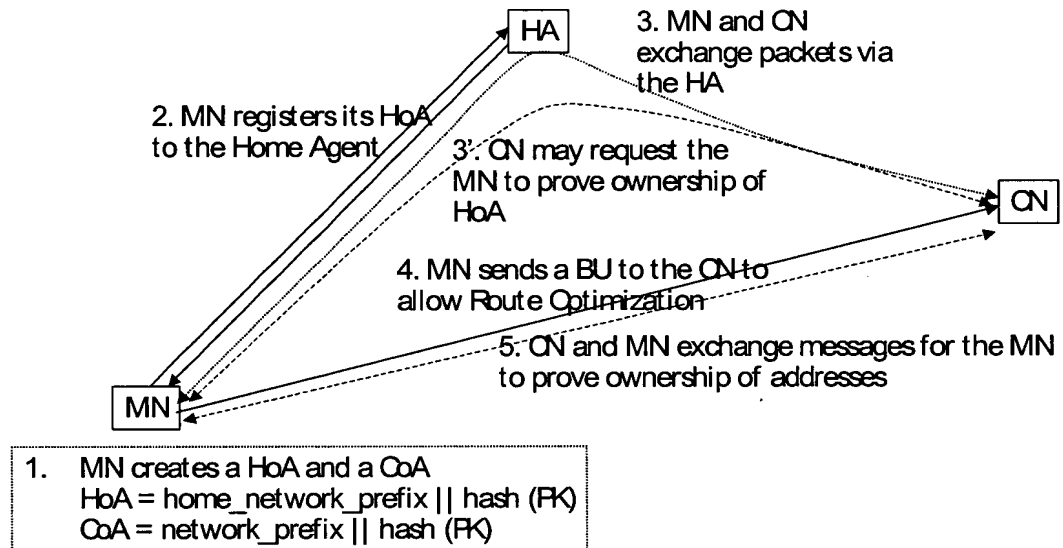 HA
3. MN and CN
exchange packets via
the HA
2. MN registers its HoA
to the Home Agent
3'. CN may request the
MN to prove ownership of
HoA
CN
4. MN sends a BU to the CN to
allow Route Optimization
5. CN and MN exchange messages for the MN
to prove ownership of addresses
MN
1. MN creates a HoA and a CoA
HoA = home_network_prefix || hash (PK)
CoA = network_prefix || hash (PK)